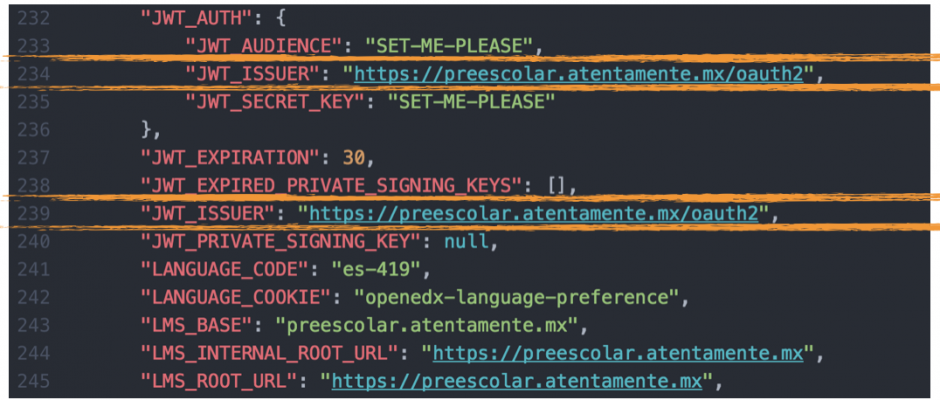 232 "JWT_AUTH": {
233 "JWT_AUDIENCE": "SET-ME-PLEASE",
234 "JWT_ISSUER": "https://preescolar.atentamente.mx/oauth2",
235 "JWT_SECRET_KEY": "SET-ME-PLEASE"
236 },
237 "JWT_EXPIRATION": 30,
238 "JWT_EXPIRED_PRIVATE_SIGNING_KEYS": [],
239 "JWT_ISSUER": "https://preescolar.atentamente.mx/oauth2",
240 "JWT_PRIVATE_SIGNING_KEY": null,
241 "LANGUAGE_CODE": "es-419",
242 "LANGUAGE_COOKIE": "openedx-language-preference",
243 "LMS_BASE": "preescolar.atentamente.mx",
244 "LMS_INTERNAL_ROOT_URL": "https://preescolar.atentamente.mx",
245 "LMS_ROOT_URL": "https://preescolar.atentamente.mx",